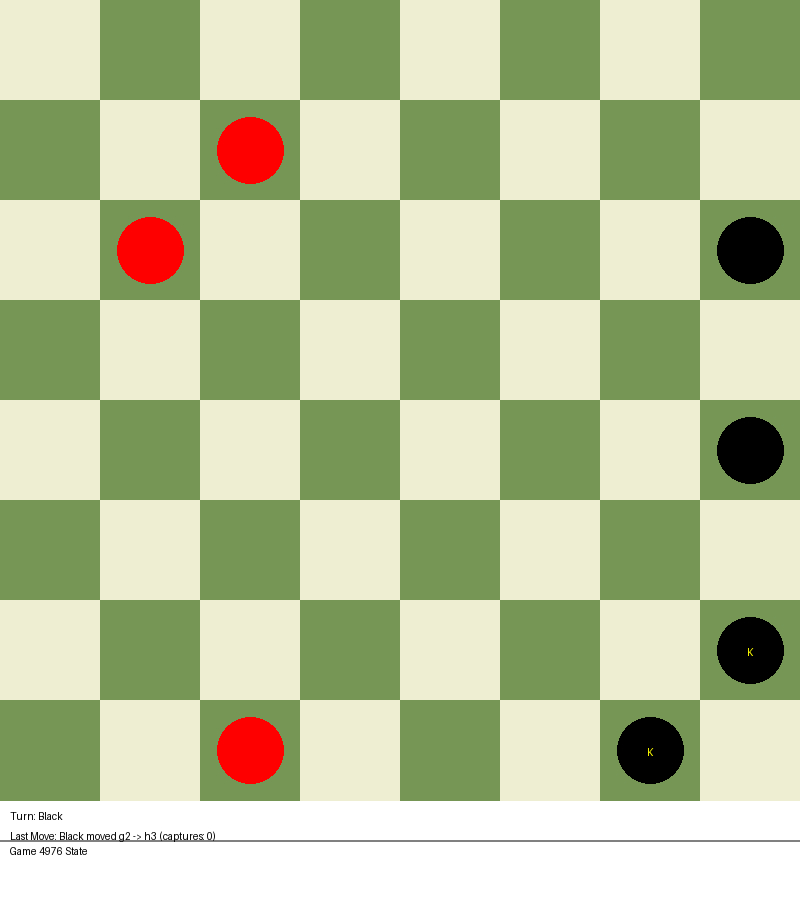 K
K
Turn: Black
Last Move: Black moved g2 -> h3 (captures: 0)
Game 4976 State